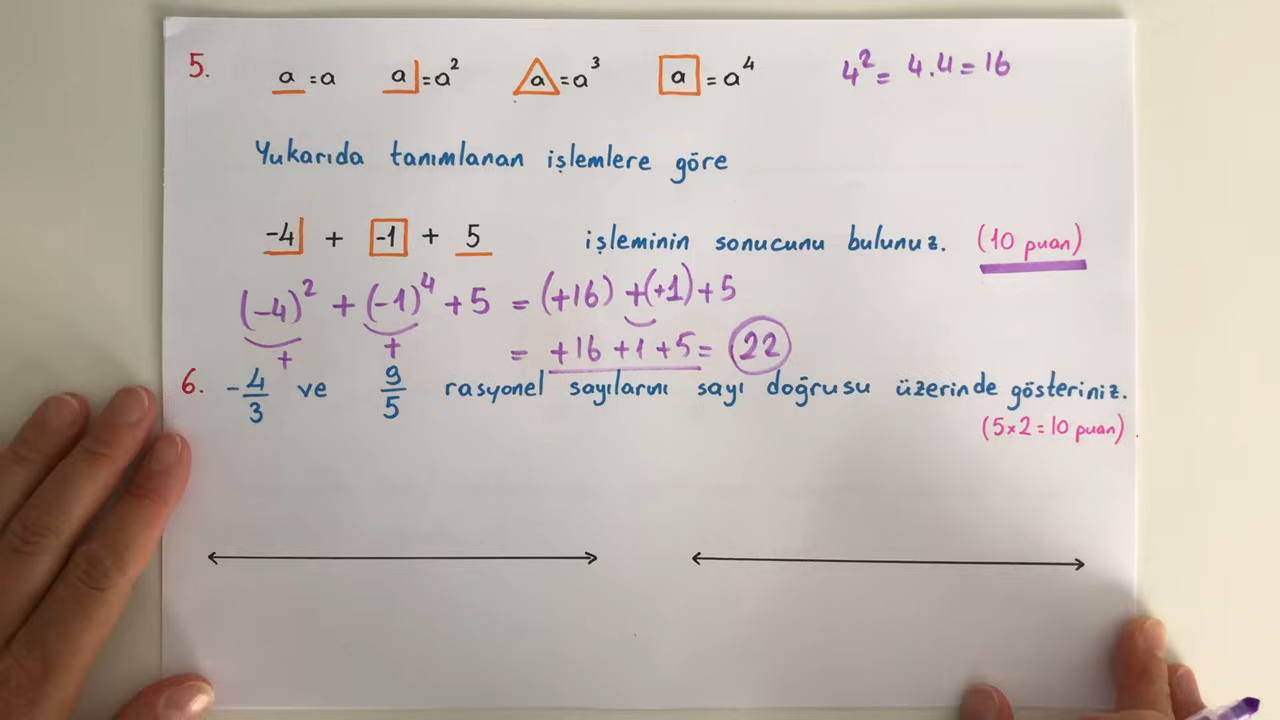 5. a = a a = a² a = a³ a = a⁴ 4² = 4.4 = 16
Yukarıda tanımlanan işlemlere göre
-4 + -1 + 5 işleminin sonucunu bulunuz. (10 puan)
(-4)² + (-1)⁴ + 5 = (+16) + (+1) + 5
+ + = +16 + 1 + 5 = 22
6. -4/3 ve 9/5 rasyonel sayılarını sayı doğrusu üzerinde gösteriniz.
(5x2 = 10 puan)